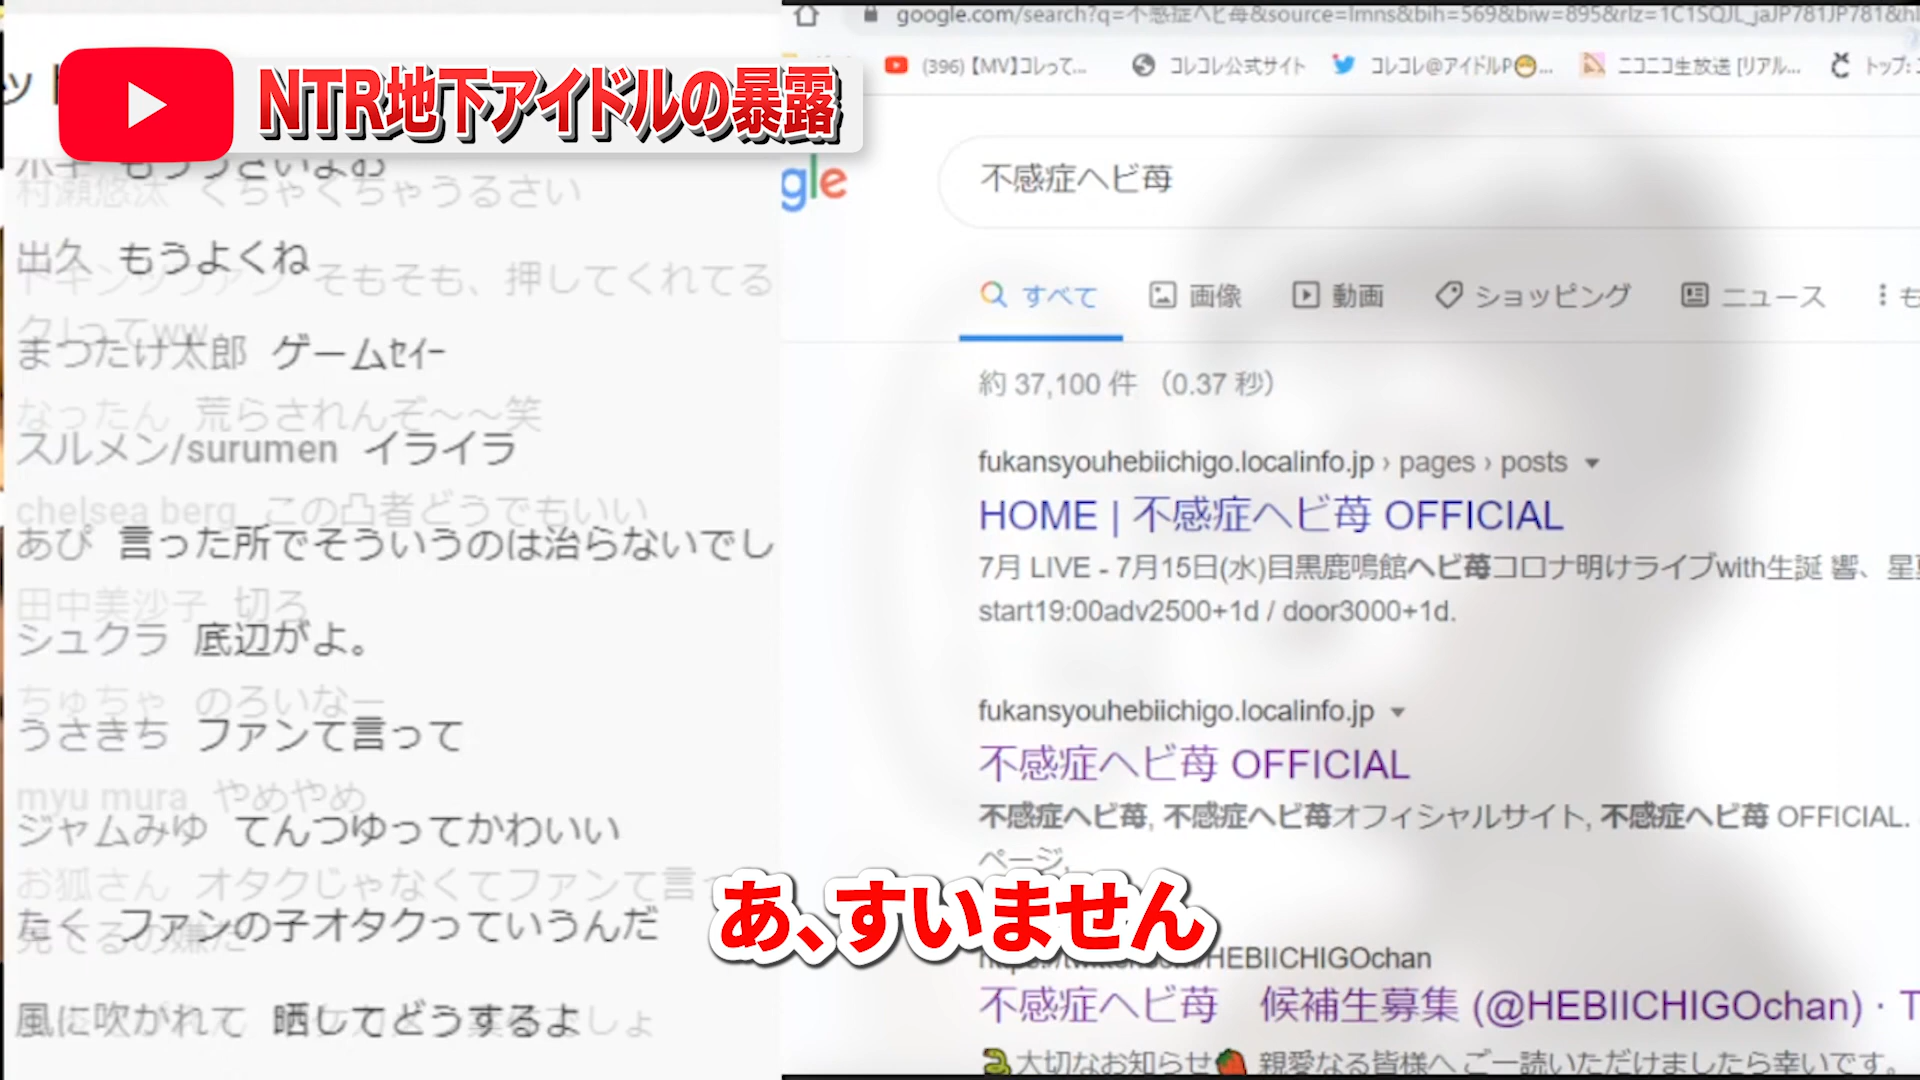 NTR地下アイドルの暴露
村瀬悠汰 くちゃくちゃうるさい
出久 もうよくね
そもそも、押してくれてる
まつたけ太郎 ゲームセイー
なったん 荒らされんぞ〜〜笑
スルメン/surumen イライラ
chelsea berg この凸者どうでもいい
あぴ 言った所でそういうのは治らないでし
田中美沙子 切ろ
シュクラ 底辺がよ。
ちゅちゃ のろいなー
うさきち ファンて言って
myu mura やめやめ
ジャムみゆ てんつゆってかわいい
お狐さん オタクじゃなくてファンて言
たく ファンの子オタクっていうんだ
風に吹かれて 晒してどうするよ
google.com/search?q=不感症ヘビ苺&source=lmns&bih=569&biw=895&rlz=1C1SQJL_jaJP781JP781&h
(396)【MV】コレって... コレコレ公式サイト コレコレ@アイドルP😷... ニコニコ生放送 [リアル... トップ:
gle
不感症ヘビ苺
すべて 画像 動画 ショッピング ニュース も
約 37,100 件 （0.37 秒）
fukansyouhebiichigo.localinfo.jp › pages › posts
HOME | 不感症ヘビ苺 OFFICIAL
7月 LIVE - 7月15日(水)目黒鹿鳴館ヘビ苺コロナ明けライブwith生誕 響、星
start19:00adv2500+1d / door3000+1d.
fukansyouhebiichigo.localinfo.jp
不感症ヘビ苺 OFFICIAL
不感症ヘビ苺, 不感症ヘビ苺オフィシャルサイト, 不感症ヘビ苺 OFFICIAL.
ページ,
あ、すいません
HEBIICHIGOchan
不感症ヘビ苺 候補生募集 (@HEBIICHIGOchan) · T
🐍大切なお知らせ🍓 親愛なる皆様へ ご一読いただけましたら幸いです。